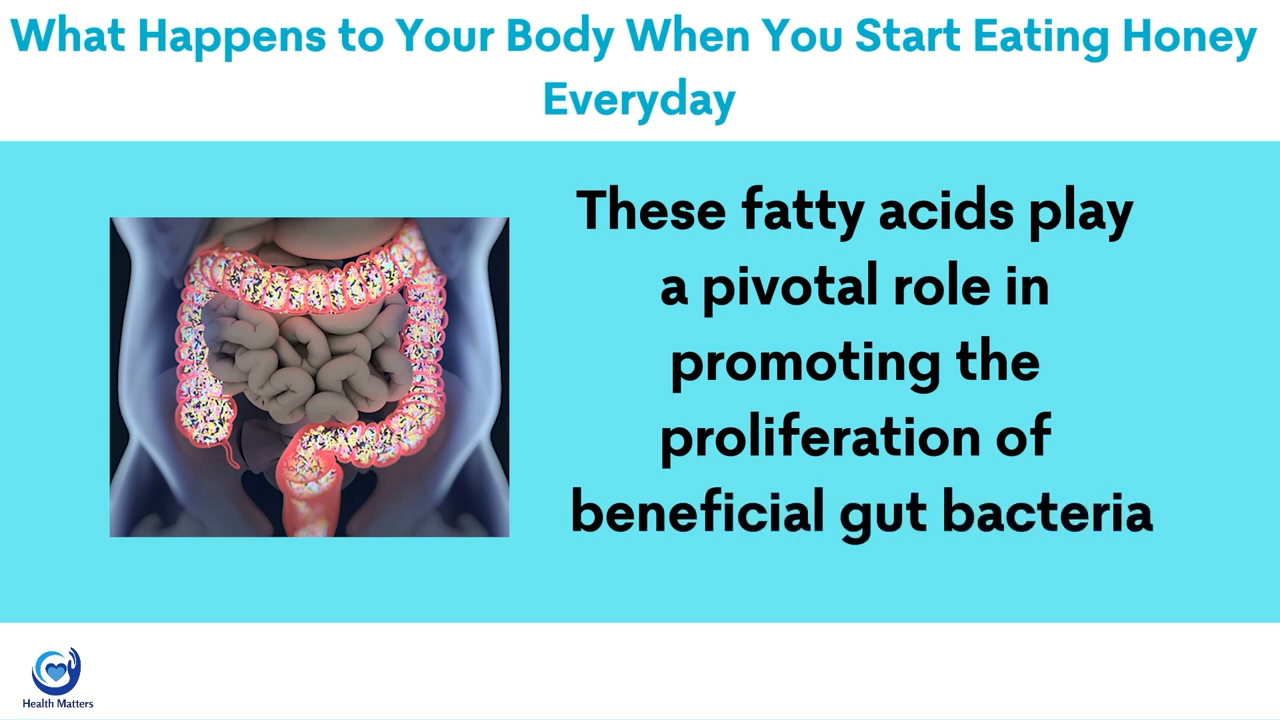 What Happens to Your Body When You Start Eating Honey
Everyday
These fatty acids play
a pivotal role in
promoting the
proliferation of
beneficial gut bacteria
Health Matters